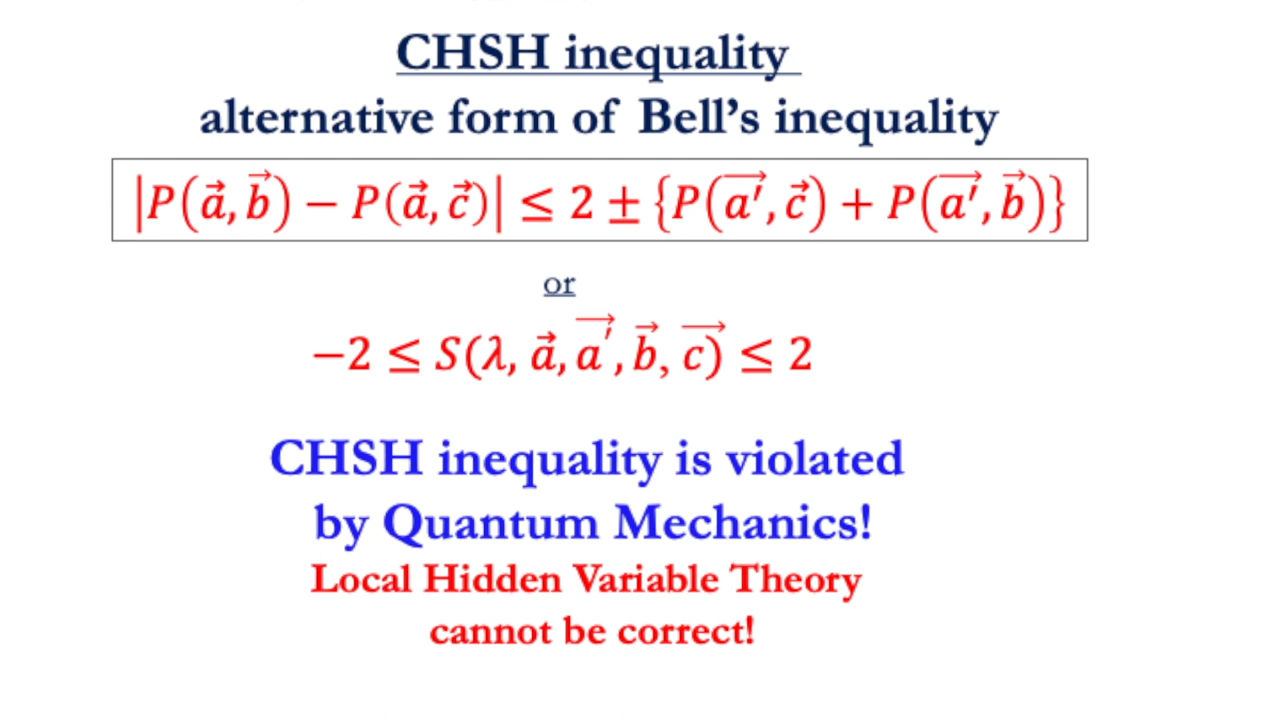 CHSH inequality
alternative form of Bell's inequality
|P(a⃗, b⃗) − P(a⃗, c⃗)| ≤ 2 ± {P(a′⃗, c⃗) + P(a′⃗, b⃗)}
or
−2 ≤ S(λ, a⃗, a′⃗, b⃗, c⃗) ≤ 2
CHSH inequality is violated
by Quantum Mechanics!
Local Hidden Variable Theory
cannot be correct!